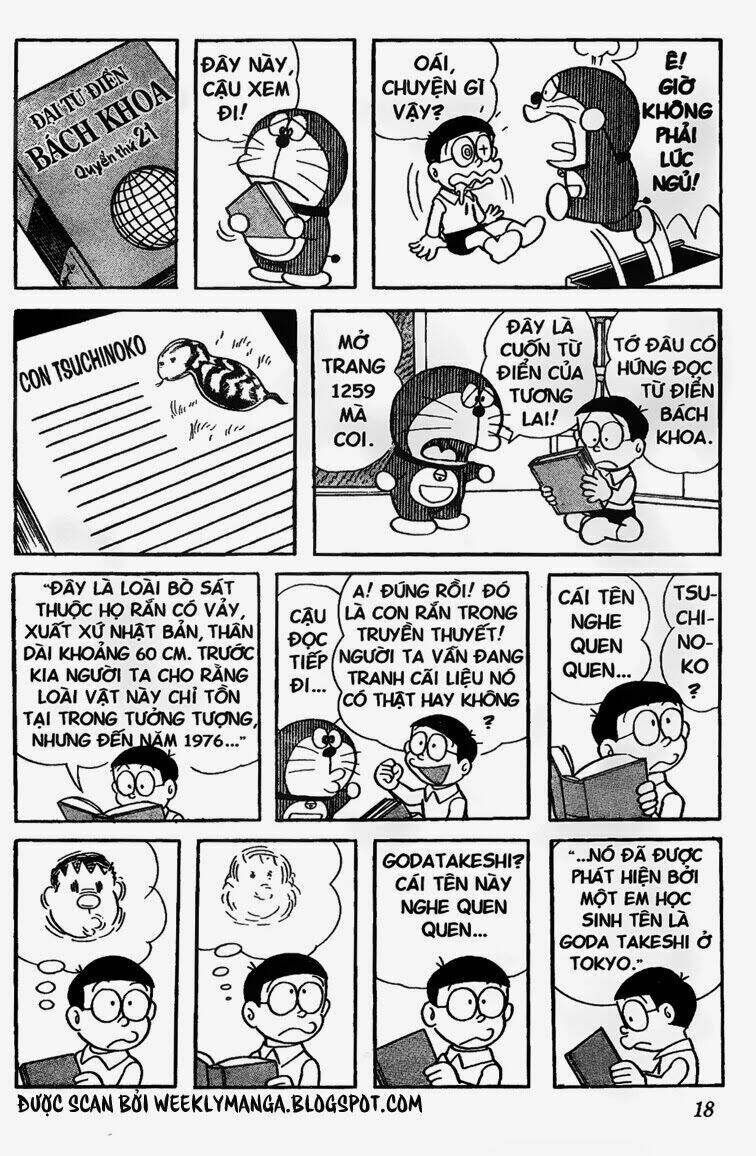 Ê!
GIỜ
KHÔNG
PHẢI
LÚC
NGỦ!
OÁI,
CHUYỆN GÌ
VẬY?
ĐÂY NÀY,
CẬU XEM
ĐI!
ĐẠI TỪ ĐIỂN
BÁCH KHOA
Quyển thứ 21
TỚ ĐÂU CÓ
HỨNG ĐỌC
TỪ ĐIỂN
BÁCH
KHOA.
ĐÂY LÀ
CUỐN TỪ
ĐIỂN CỦA
TƯƠNG
LAI!
MỞ
TRANG
1259
MÀ
COI.
CON TSUCHINOKO
TSU-
CHI-
NO-
KO
?
CÁI TÊN
NGHE
QUEN
QUEN...
A! ĐÚNG RỒI! ĐÓ
LÀ CON RẮN TRONG
TRUYỀN THUYẾT!
NGƯỜI TA VẤN ĐANG
TRANH CÃI LIỆU NÓ
CÓ THẬT HAY KHÔNG
?
CẬU
ĐỌC
TIẾP
ĐI...
"ĐÂY LÀ LOÀI BÒ SÁT
THUỘC HỌ RẮN CÓ VẢY,
XUẤT XỨ NHẬT BẢN, THÂN
DÀI KHOẢNG 60 CM. TRƯỚC
KIA NGƯỜI TA CHO RẰNG
LOÀI VẬT NÀY CHỈ TỒN
TẠI TRONG TƯỞNG TƯỢNG,
NHƯNG ĐẾN NĂM 1976..."
"...NÓ ĐÃ ĐƯỢC
PHÁT HIỆN BỞI
MỘT EM HỌC
SINH TÊN LÀ
GODA TAKESHI Ở
TOKYO."
GODATAKESHI?
CÁI TÊN NÀY
NGHE QUEN
QUEN...
ĐƯỢC SCAN BỞI WEEKLYMANGA.BLOGSPOT.COM
18